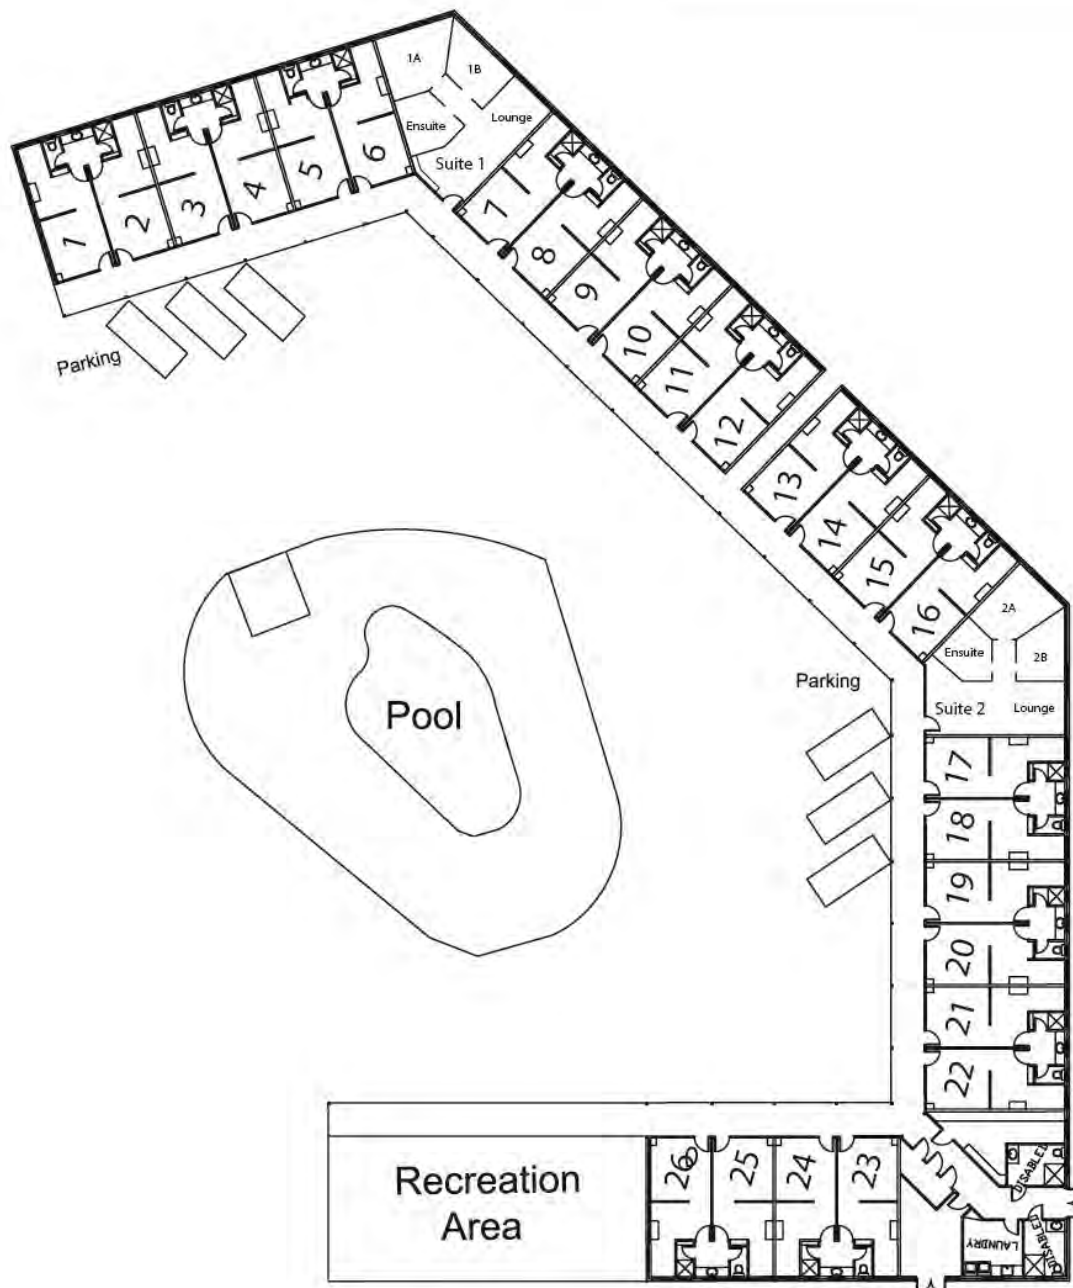 1A
1B
Ensuite
Lounge
Suite 1
1
2
3
4
5
6
7
8
9
10
11
12
Parking
13
14
15
16
2A
Ensuite
2B
Suite 2
Lounge
Parking
Pool
17
18
19
20
21
22
26
25
24
23
Recreation
Area
DISABLED
LAUNDRY
DISABLED